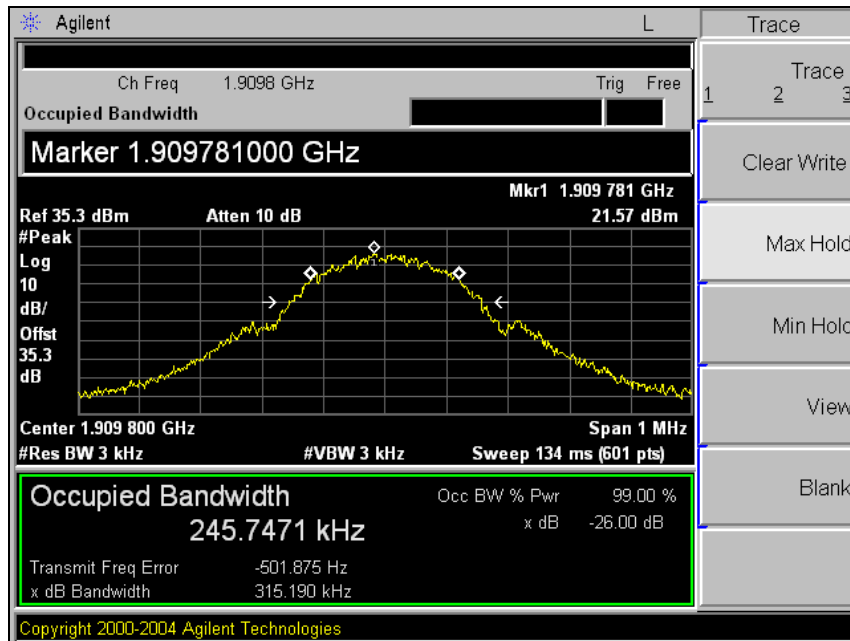 Agilent L Trace
Ch Freq 1.9098 GHz Trig Free
Occupied Bandwidth
Trace
1 2 3
Marker 1.909781000 GHz
Clear Write
Mkr1 1.909 781 GHz
Ref 35.3 dBm Atten 10 dB 21.57 dBm
#Peak
Log
10
dB/
Offst
35.3
dB
1
Max Hold
Min Hold
View
Center 1.909 800 GHz Span 1 MHz
#Res BW 3 kHz #VBW 3 kHz Sweep 134 ms (601 pts)
Blank
Occupied Bandwidth Occ BW % Pwr 99.00 %
245.7471 kHz x dB -26.00 dB
Transmit Freq Error -501.875 Hz
x dB Bandwidth 315.190 kHz
Copyright 2000-2004 Agilent Technologies